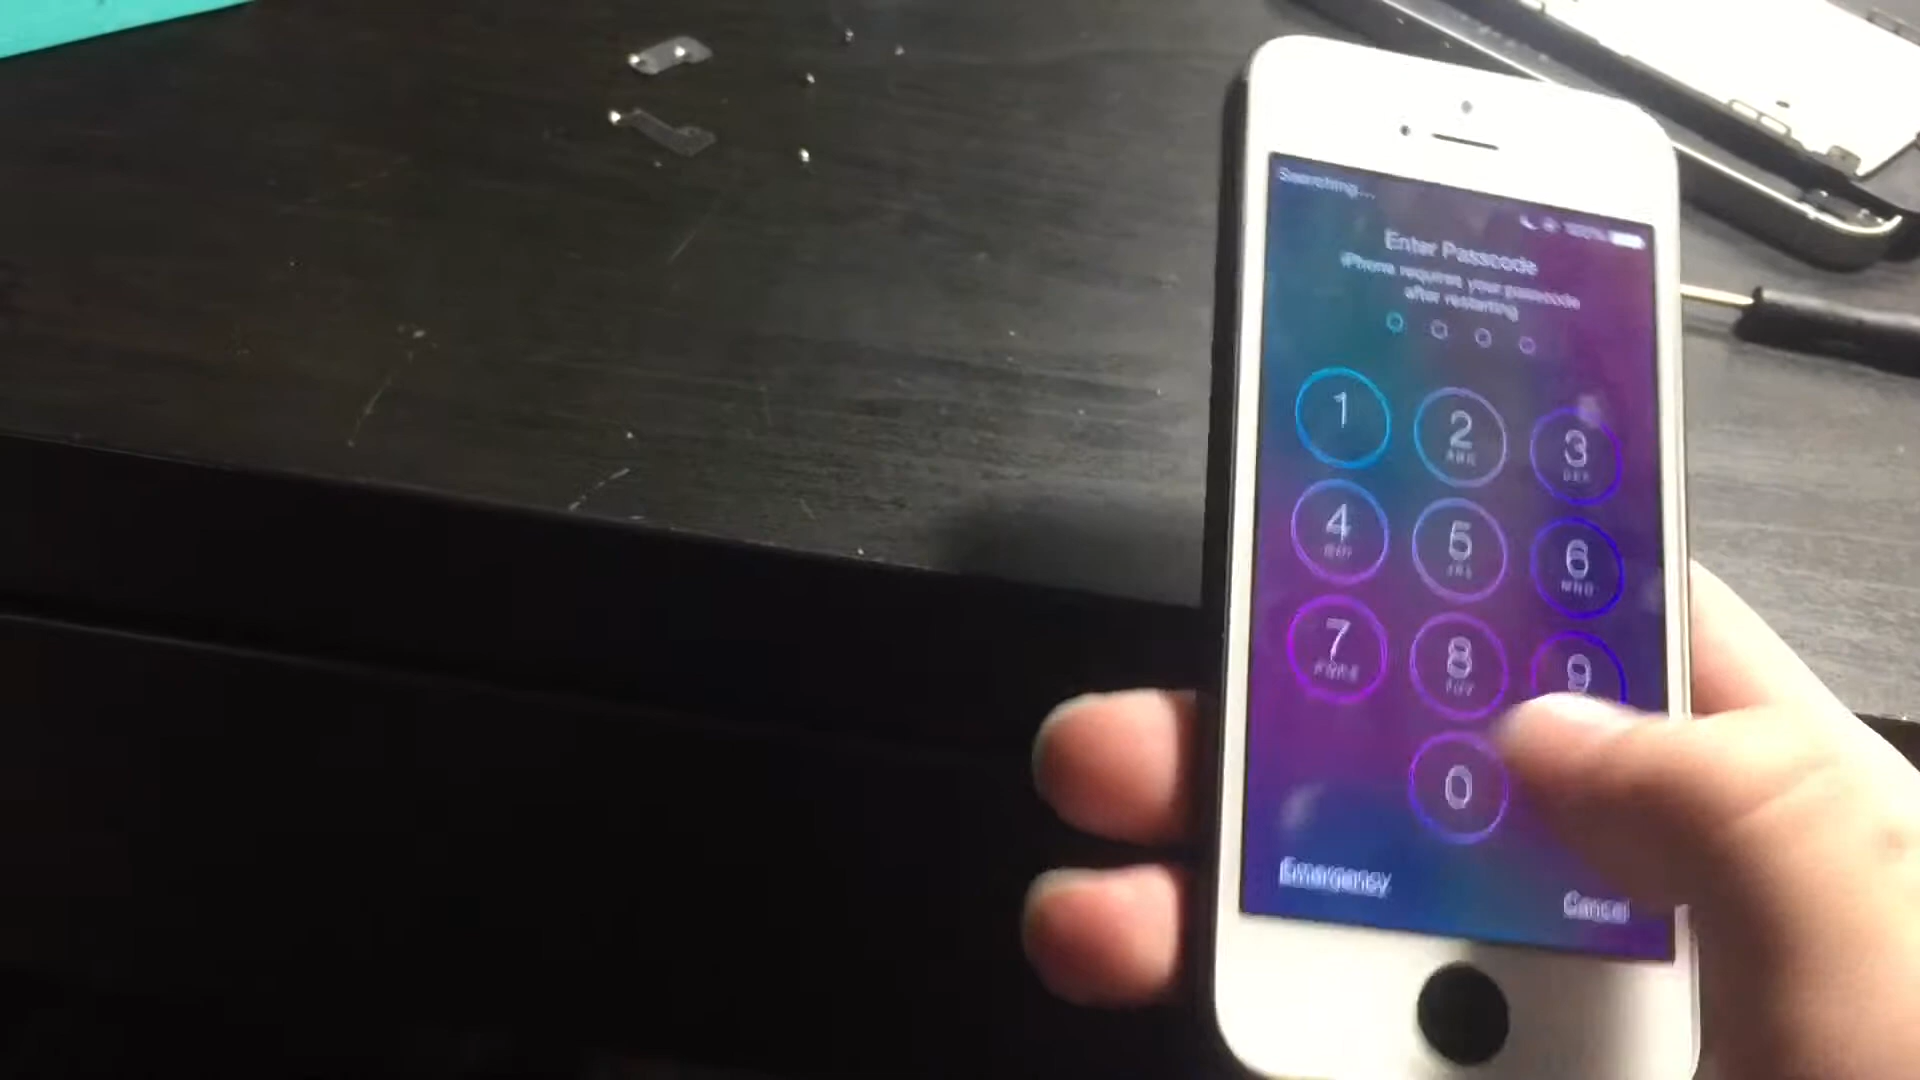 Searching...
100%
Enter Passcode
iPhone requires your passcode
after restarting
1 2 3
ABC DEF
4 5 6
GHI JKL MNO
7 8 9
PQRS TUV
0
Emergency
Cancel